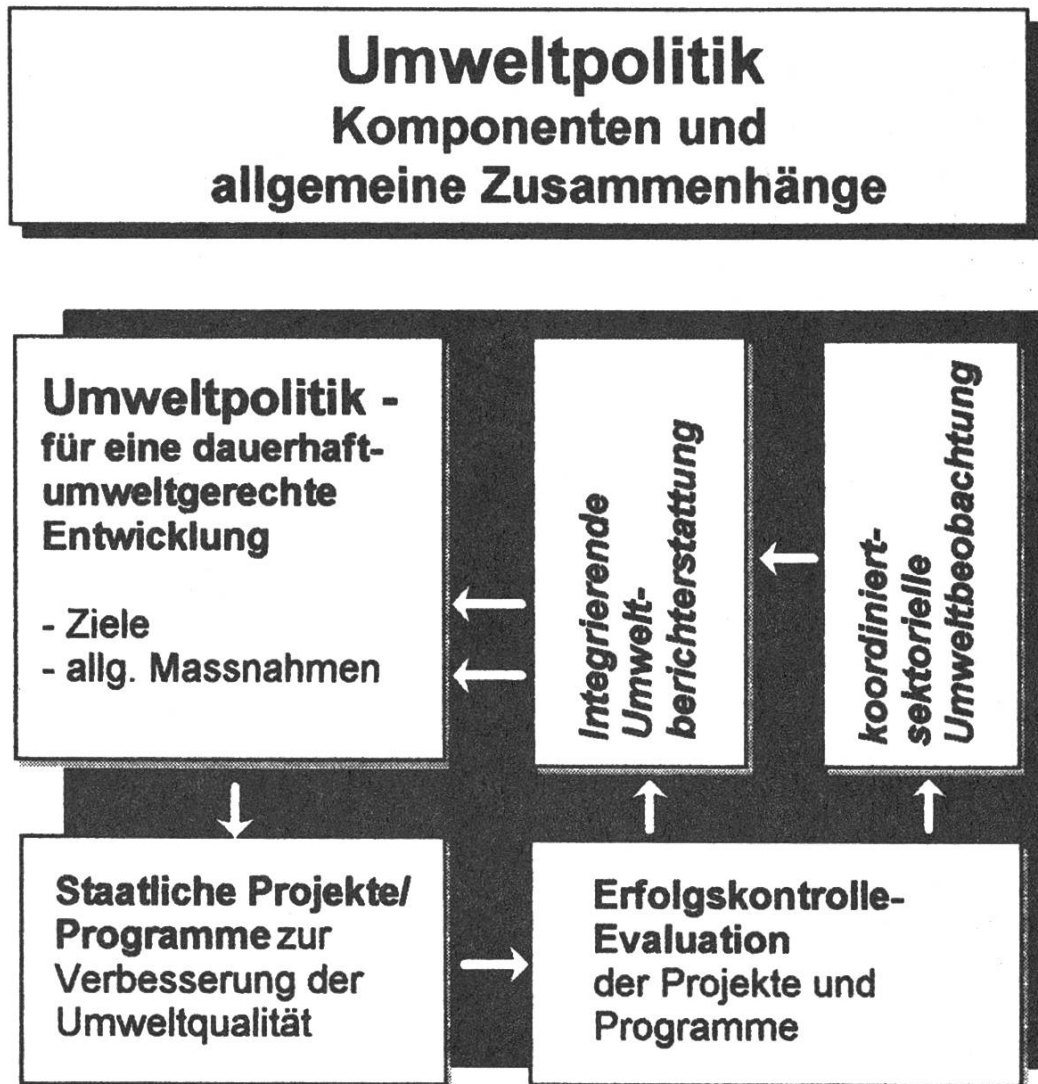 Umweltpolitik
Komponenten und
allgemeine Zusammenhänge
Umweltpolitik -
für eine dauerhaft-
umweltgerechte
Entwicklung
- Ziele
- allg. Massnahmen
Integrierende
Umwelt-
berichterstattung
koordiniert-
sektorielle
Umweltbeobachtung
Staatliche Projekte/
Programme zur
Verbesserung der
Umweltqualität
Erfolgskontrolle-
Evaluation
der Projekte und
Programme